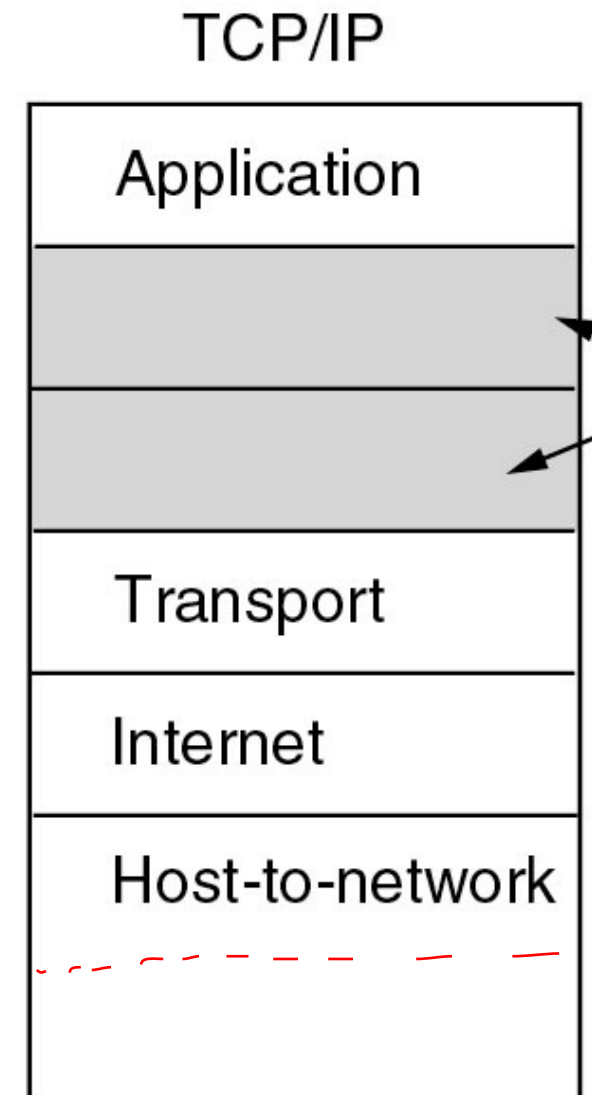 TCP/IP
Application
Transport
Internet
Host-to-network